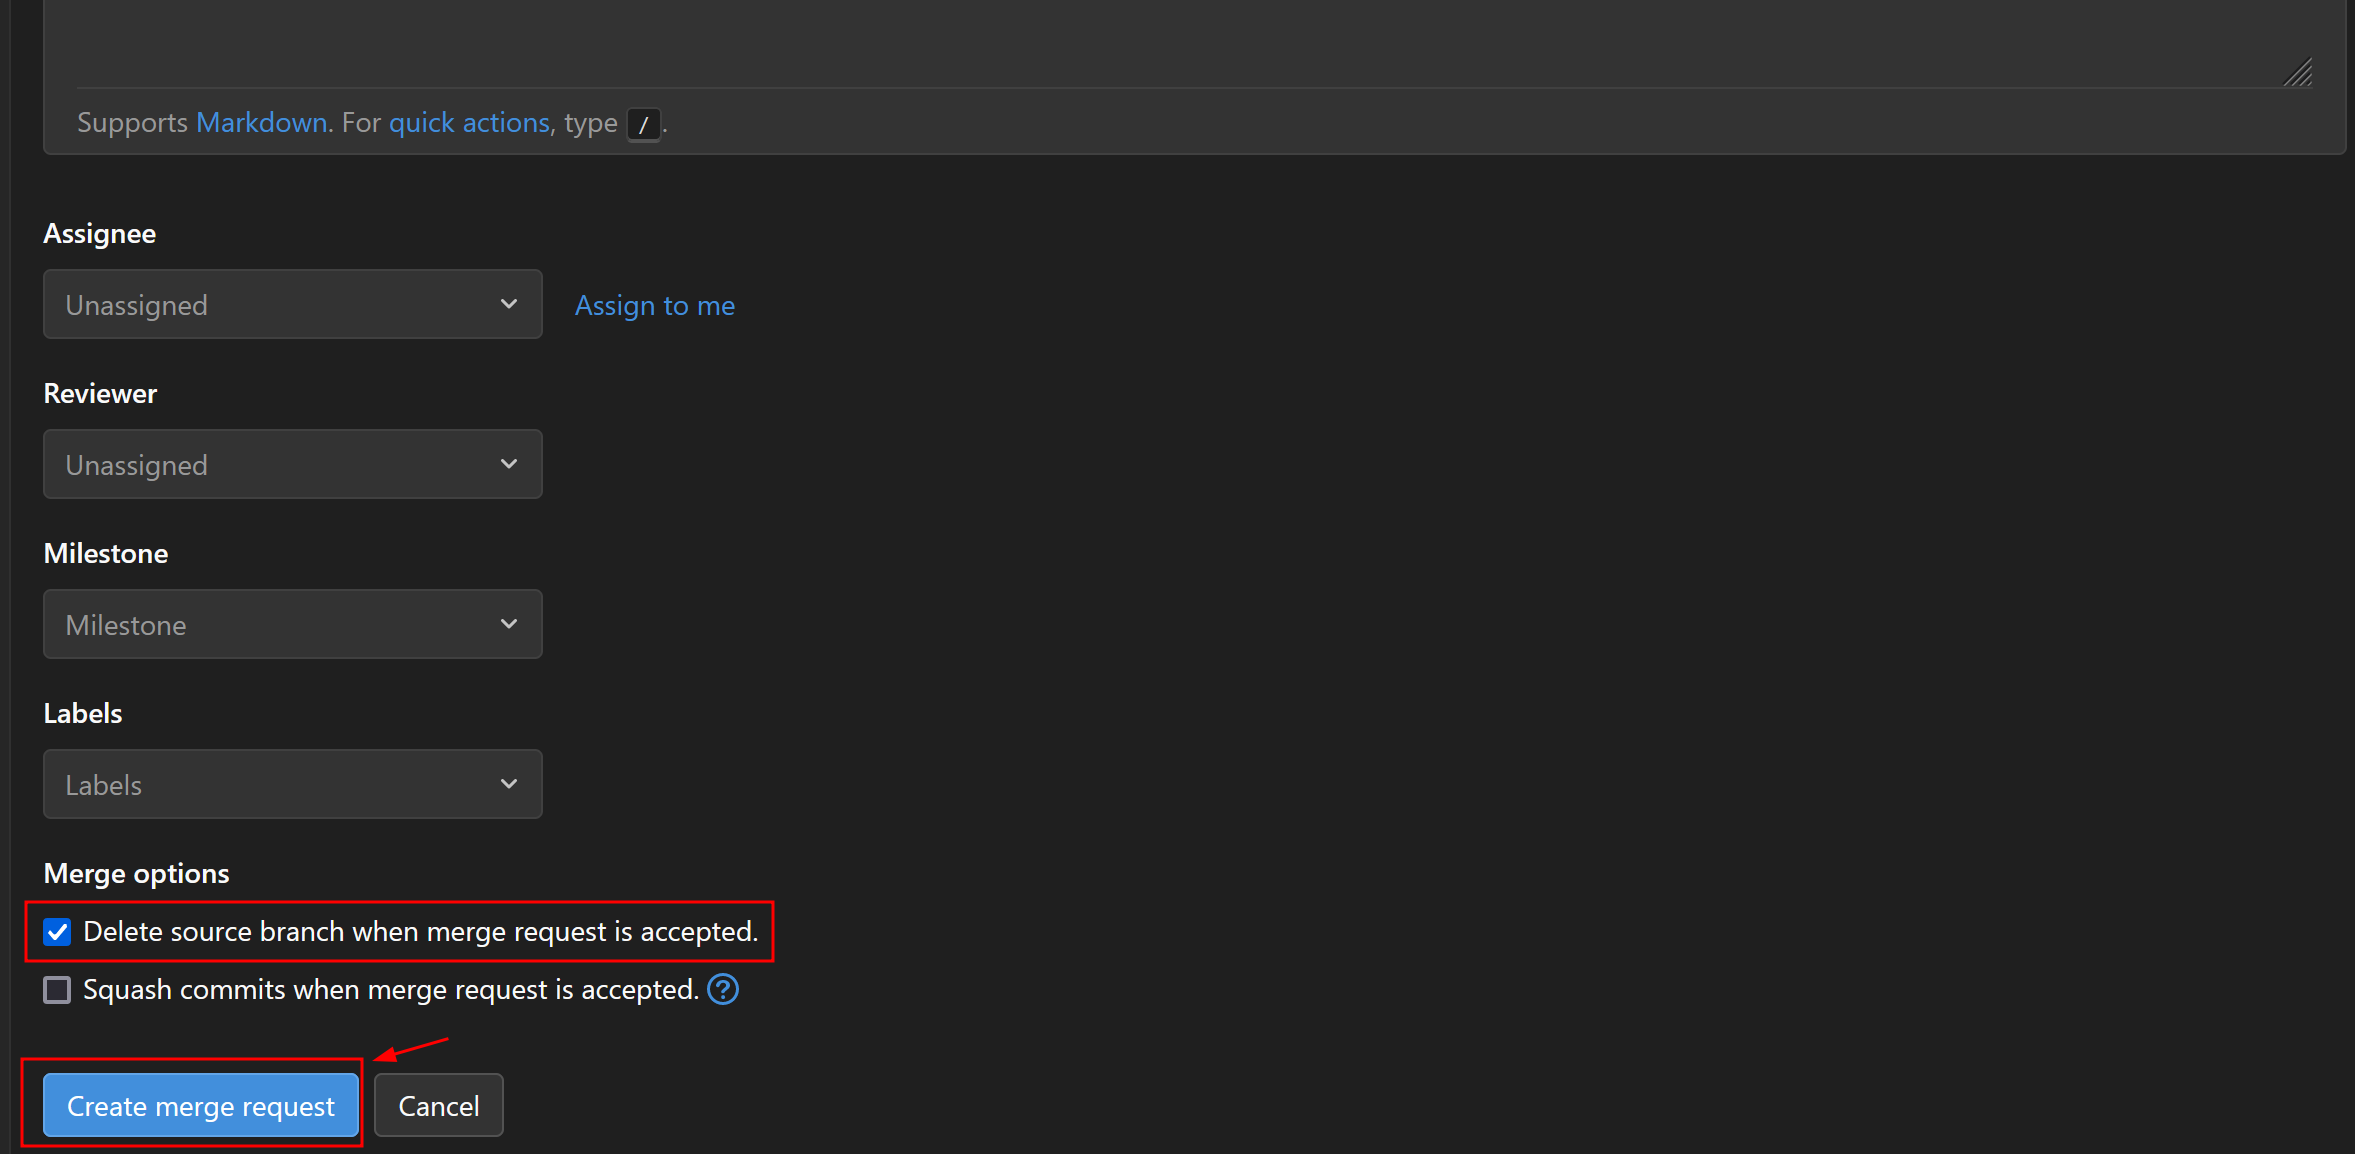 Supports Markdown. For quick actions, type /.
Assignee
Unassigned
Assign to me
Reviewer
Unassigned
Milestone
Milestone
Labels
Labels
Merge options
Delete source branch when merge request is accepted.
Squash commits when merge request is accepted. ?
Create merge request
Cancel